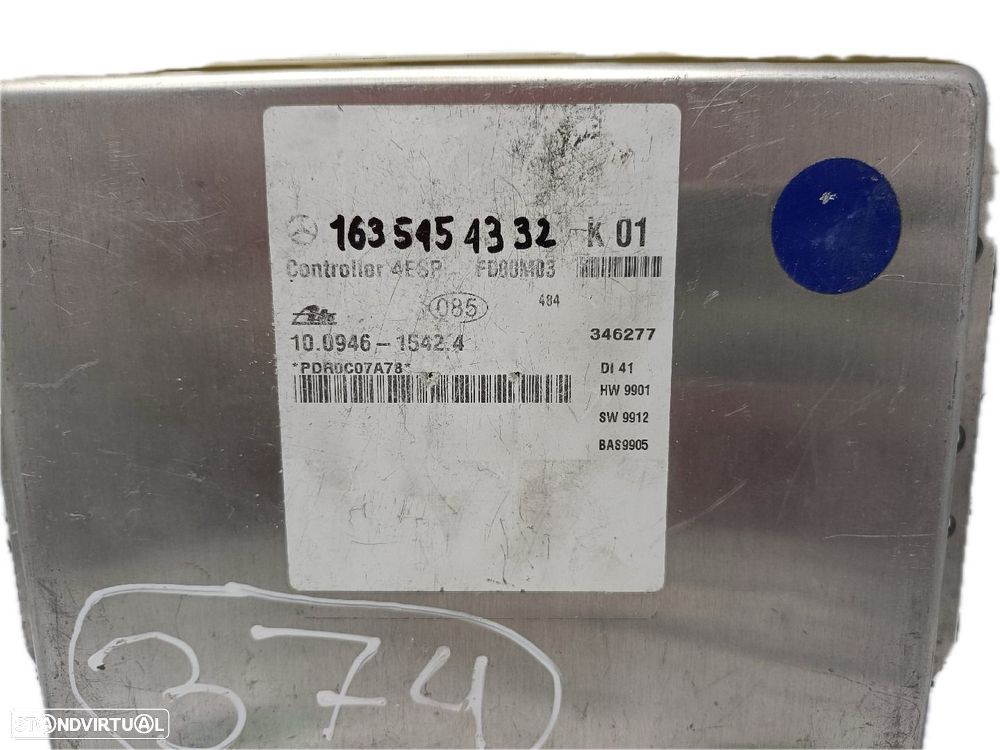 163 545 43 32 K 01
Controller 4ESP FD00M03
085 484
Ate
10.0946-1542.4 346277
*PDR0C07A78* DI 41
HW 9901
SW 9912
BAS9905
374
STANDVIRTUAL